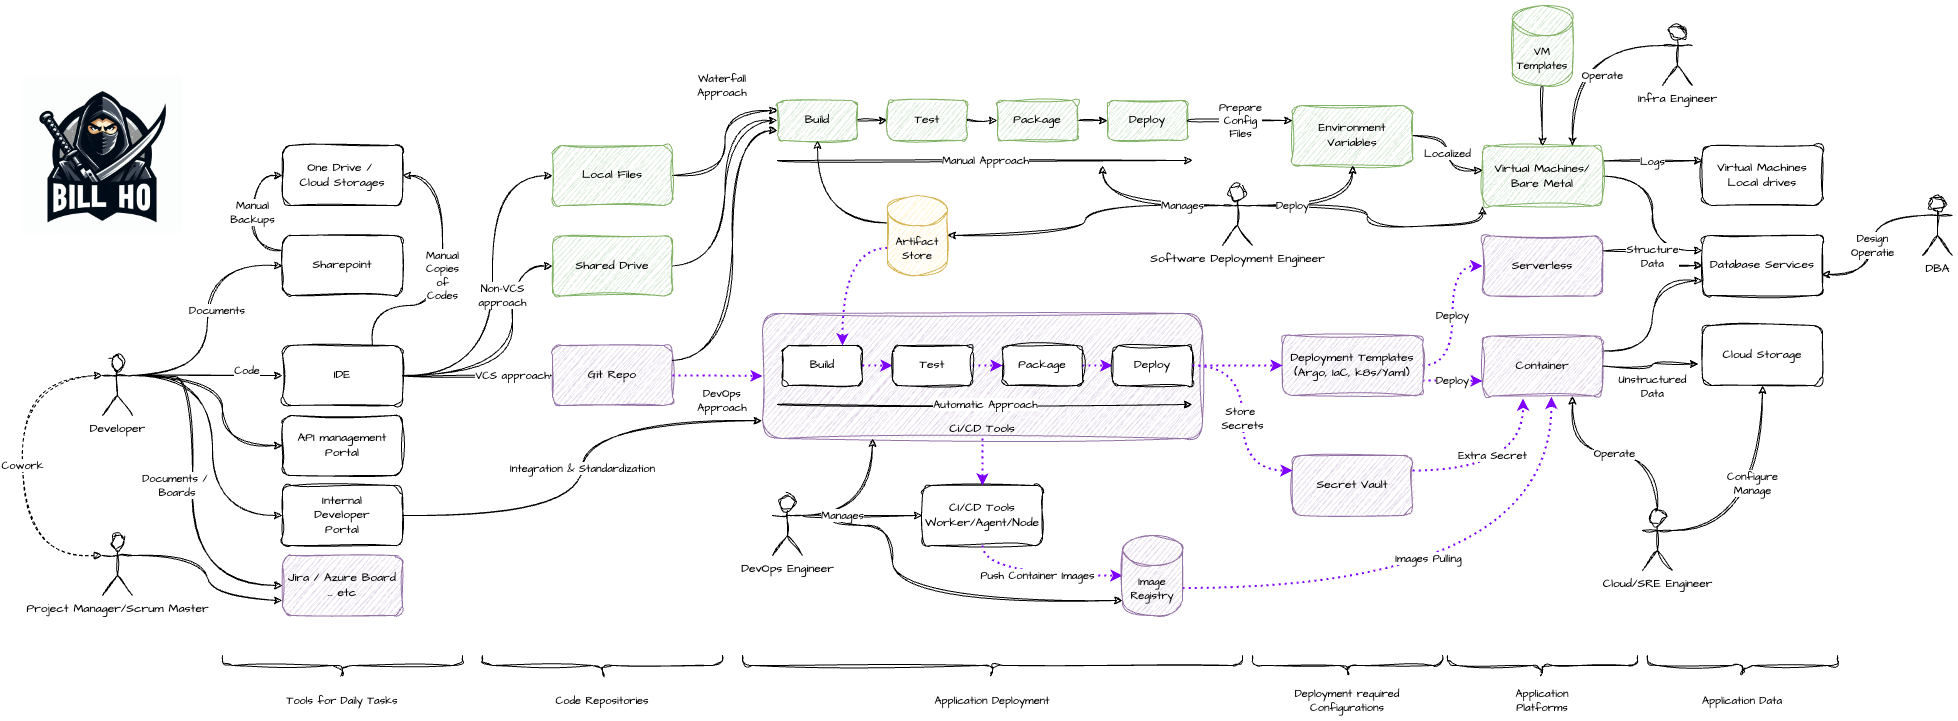 BILL HO
Developer
Cowork
Project Manager/Scrum Master
Documents
Code
Documents /
Boards
One Drive /
Cloud Storages
Manual
Backups
Sharepoint
Manual
Copies
of
Codes
IDE
API management
Portal
Internal
Developer
Portal
Jira / Azure Board
... etc
Tools for Daily Tasks
Non-VCS
approach
VCS approach
Local Files
Shared Drive
Git Repo
Integration & Standardization
Code Repositories
Waterfall
Approach
Build
Test
Package
Deploy
Manual Approach
Artifact
Store
Manages
Software Deployment Engineer
Deploy
DevOps
Approach
Build
Test
Package
Deploy
Automatic Approach
Ci/CD Tools
DevOps Engineer
Manages
Ci/CD Tools
Worker/Agent/Node
Push Container Images
Image
Registry
Application Deployment
Prepare
Config
Files
Environment
Variables
Localized
Deployment Templates
(Argo, IaC, K8s/Yaml)
Store
Secrets
Secret Vault
Deploy
Deploy
Extra Secret
Images Pulling
Deployment required
Configurations
VM
Templates
Operate
Infra Engineer
Virtual Machines/
Bare Metal
Serverless
Container
Operate
Cloud/SRE Engineer
Application
Platforms
Logs
Structure
Data
Unstructured
Data
Configure
Manage
Virtual Machines
Local drives
Database Services
Cloud Storage
Design
Operatie
DBA
Application Data